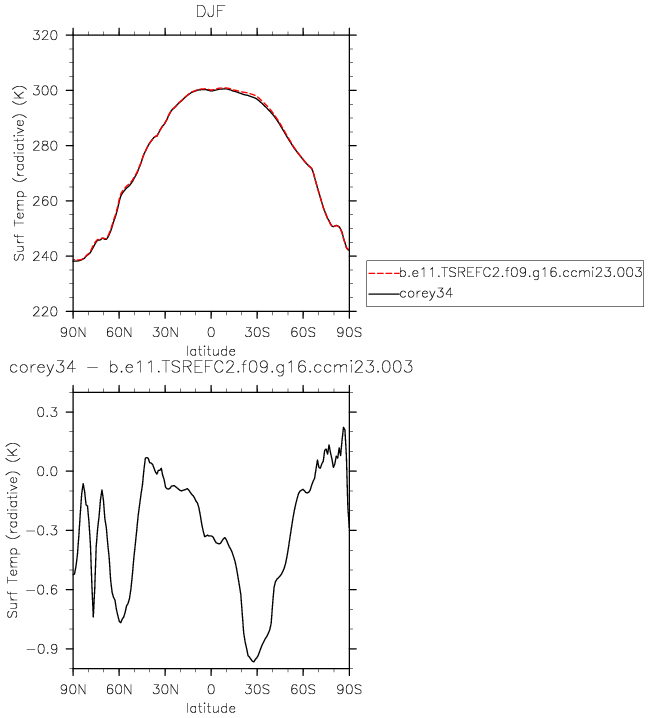 DJF
320
300
280
260
240
220
Surf Temp (radiative) (K)
90N 60N 30N 0 30S 60S 90S
latitude
b.e11.TSREFC2.f09.g16.ccmi23.003
corey34
corey34 − b.e11.TSREFC2.f09.g16.ccmi23.003
0.3
0.0
−0.3
−0.6
−0.9
Surf Temp (radiative) (K)
90N 60N 30N 0 30S 60S 90S
latitude